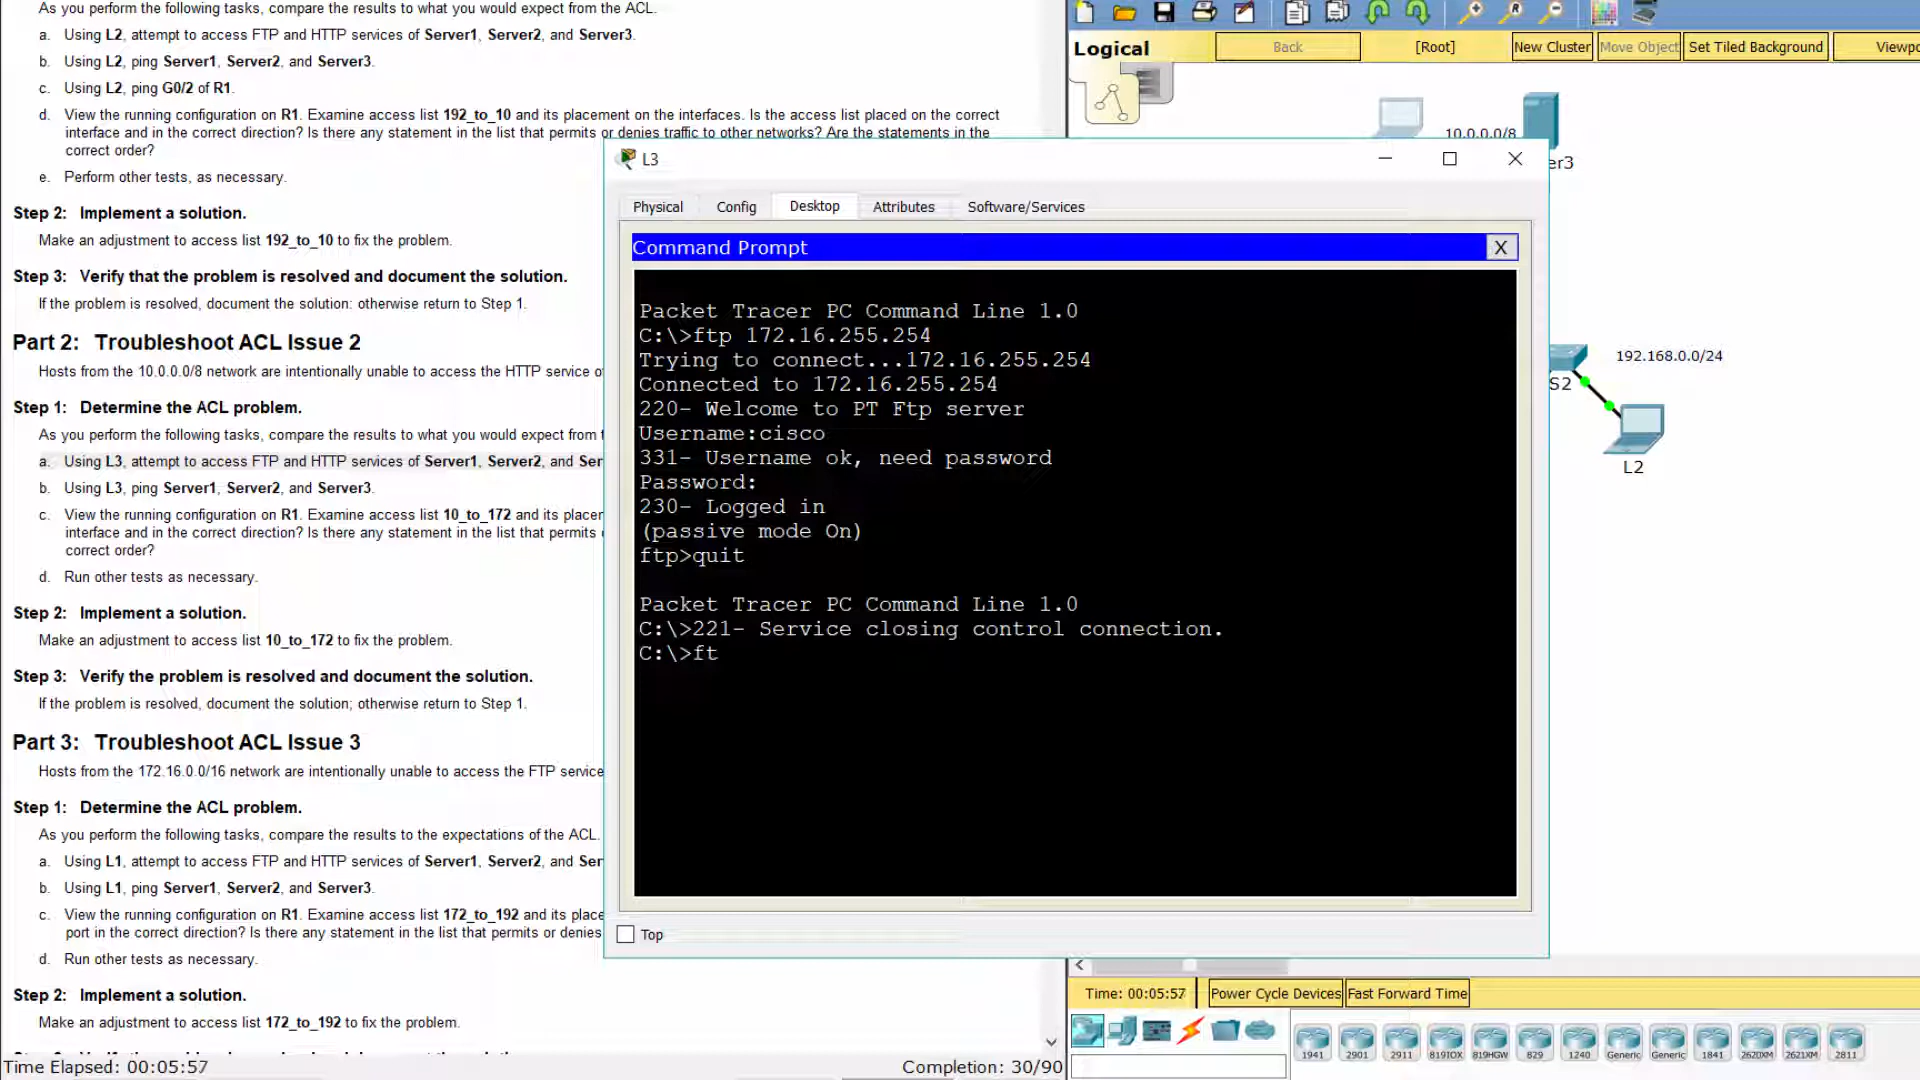 As you perform the following tasks, compare the results to what you would expect from the ACL.
a. Using L2, attempt to access FTP and HTTP services of Server1, Server2, and Server3.
b. Using L2, ping Server1, Server2, and Server3.
c. Using L2, ping G0/2 of R1.
d. View the running configuration on R1. Examine access list 192_to_10 and its placement on the interfaces. Is the access list placed on the correct
interface and in the correct direction? Is there any statement in the list that permits or denies traffic to other networks? Are the statements in the
correct order?
e. Perform other tests, as necessary.
Step 2: Implement a solution.
Make an adjustment to access list 192_to_10 to fix the problem.
Step 3: Verify that the problem is resolved and document the solution.
If the problem is resolved, document the solution: otherwise return to Step 1.
Part 2: Troubleshoot ACL Issue 2
Hosts from the 10.0.0.0/8 network are intentionally unable to access the HTTP service o
Step 1: Determine the ACL problem.
As you perform the following tasks, compare the results to what you would expect from t
a. Using L3, attempt to access FTP and HTTP services of Server1, Server2, and Ser
b. Using L3, ping Server1, Server2, and Server3.
c. View the running configuration on R1. Examine access list 10_to_172 and its placer
interface and in the correct direction? Is there any statement in the list that permits
correct order?
d. Run other tests as necessary.
Step 2: Implement a solution.
Make an adjustment to access list 10_to_172 to fix the problem.
Step 3: Verify the problem is resolved and document the solution.
If the problem is resolved, document the solution; otherwise return to Step 1.
Part 3: Troubleshoot ACL Issue 3
Hosts from the 172.16.0.0/16 network are intentionally unable to access the FTP service
Step 1: Determine the ACL problem.
As you perform the following tasks, compare the results to the expectations of the ACL.
a. Using L1, attempt to access FTP and HTTP services of Server1, Server2, and Ser
b. Using L1, ping Server1, Server2, and Server3.
c. View the running configuration on R1. Examine access list 172_to_192 and its place
port in the correct direction? Is there any statement in the list that permits or denies
d. Run other tests as necessary.
Step 2: Implement a solution.
Make an adjustment to access list 172_to_192 to fix the problem.
Time Elapsed: 00:05:57
Completion: 30/90
L3
Physical Config Desktop Attributes Software/Services
Command Prompt
X
Packet Tracer PC Command Line 1.0
C:\>ftp 172.16.255.254
Trying to connect...172.16.255.254
Connected to 172.16.255.254
220- Welcome to PT Ftp server
Username:cisco
331- Username ok, need password
Password:
230- Logged in
(passive mode On)
ftp>quit
Packet Tracer PC Command Line 1.0
C:\>221- Service closing control connection.
C:\>ft
Top
Logical
Back
[Root]
New Cluster
Move Object
Set Tiled Background
Viewpo
10.0.0.0/8
er3
192.168.0.0/24
S2
L2
Time: 00:05:57
Power Cycle Devices
Fast Forward Time
1941 2901 2911 819IOX 819HGW 829 1240 Generic Generic 1841 2620XM 2621XM 2811